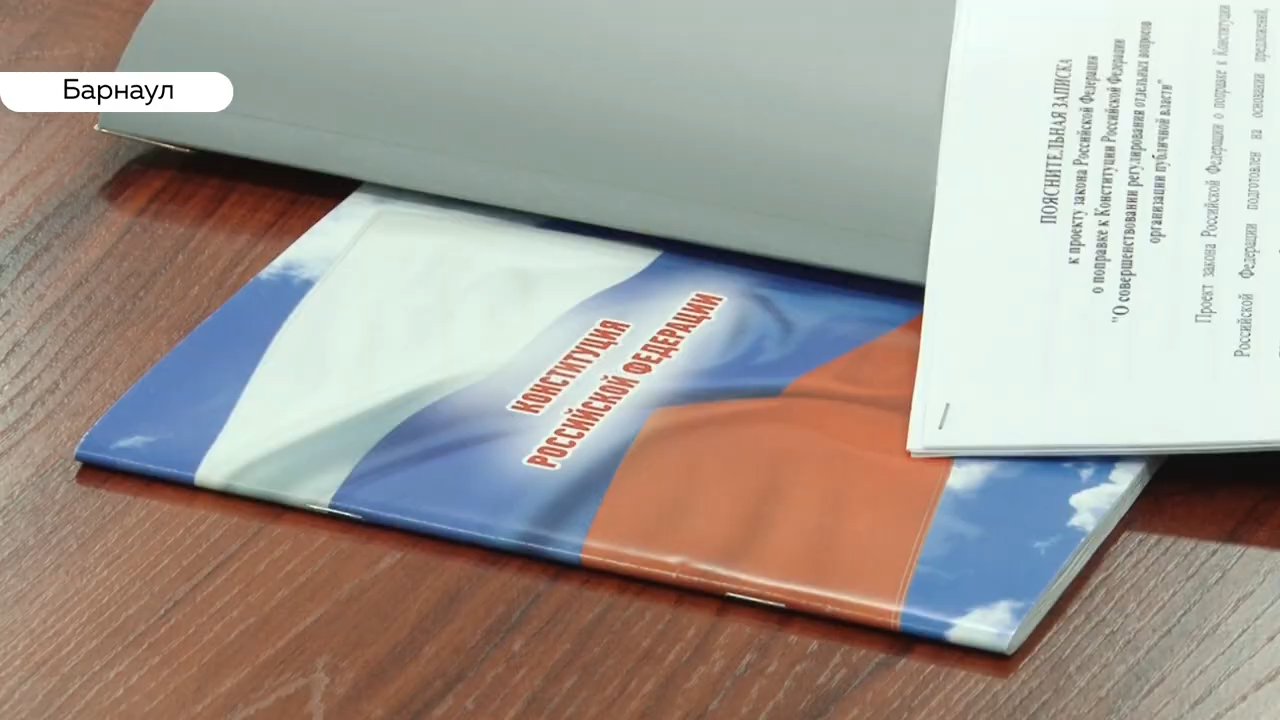 Барнаул
КОНСТИТУЦИЯ
РОССИЙСКОЙ ФЕДЕРАЦИИ
ПОЯСНИТЕЛЬНАЯ ЗАПИСКА
к проекту закона Российской Федерации
о поправке к Конституции Российской Федерации
"О совершенствовании регулирования отдельных вопросов
организации публичной власти"
Проект закона Российской Федерации о поправке к Конституции
Российской Федерации подготовлен на основании предложений,